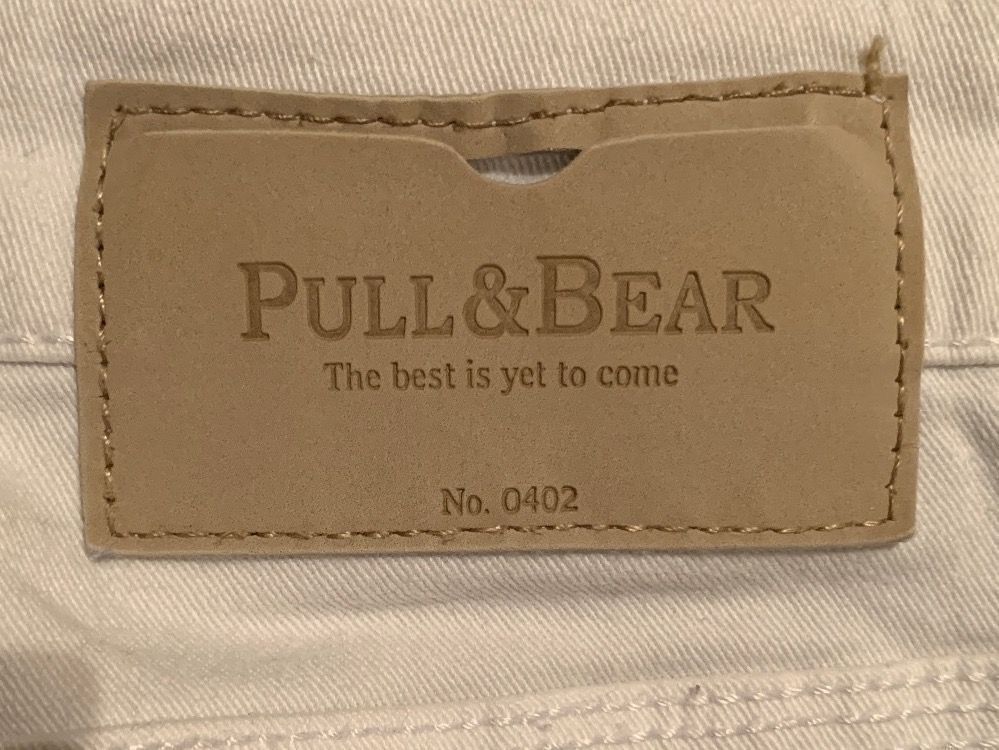 PULL&BEAR
The best is yet to come
No. 0402